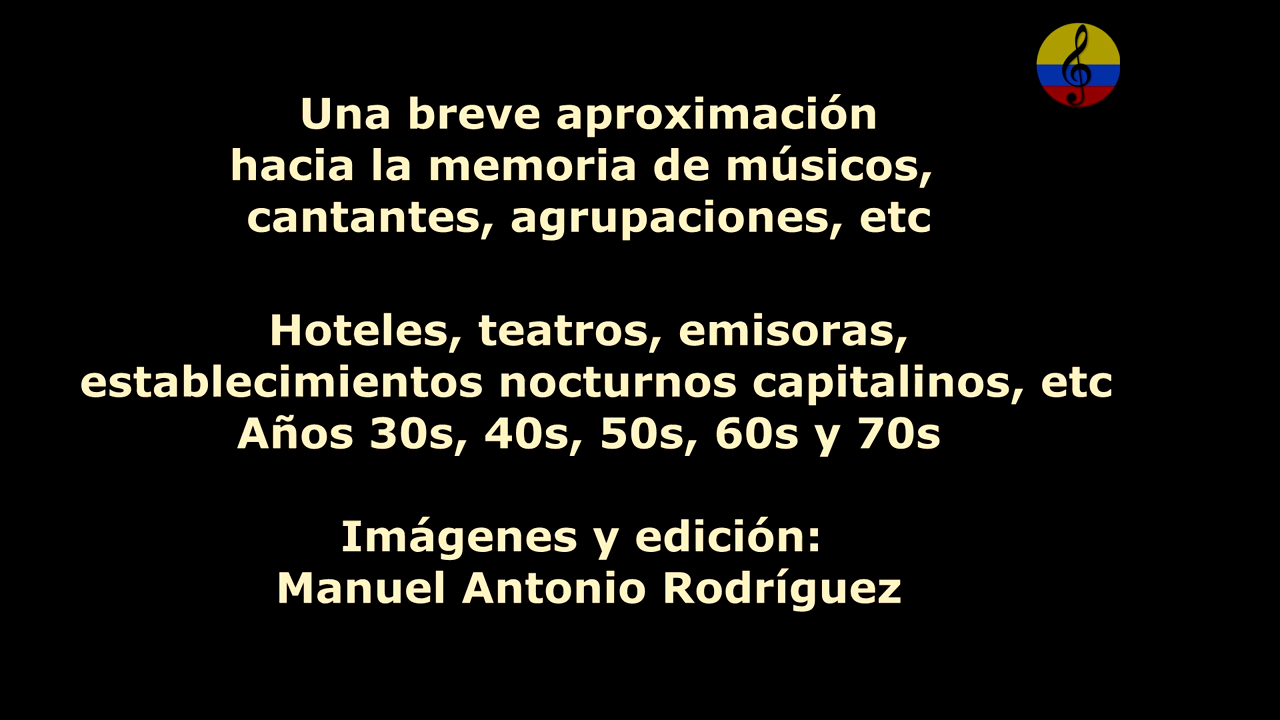 Una breve aproximación
hacia la memoria de músicos,
cantantes, agrupaciones, etc
Hoteles, teatros, emisoras,
establecimientos nocturnos capitalinos, etc
Años 30s, 40s, 50s, 60s y 70s
Imágenes y edición:
Manuel Antonio Rodríguez